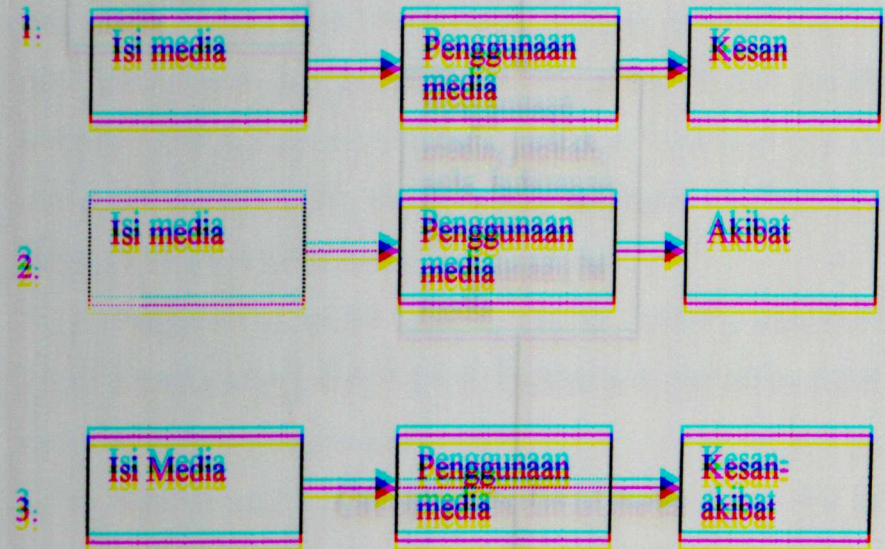 1.
Isi media
Penggunaan
media
Kesan
2.
Isi media
Penggunaan
media
Akibat
3.
Isi Media
Penggunaan
media
Kesan-
akibat